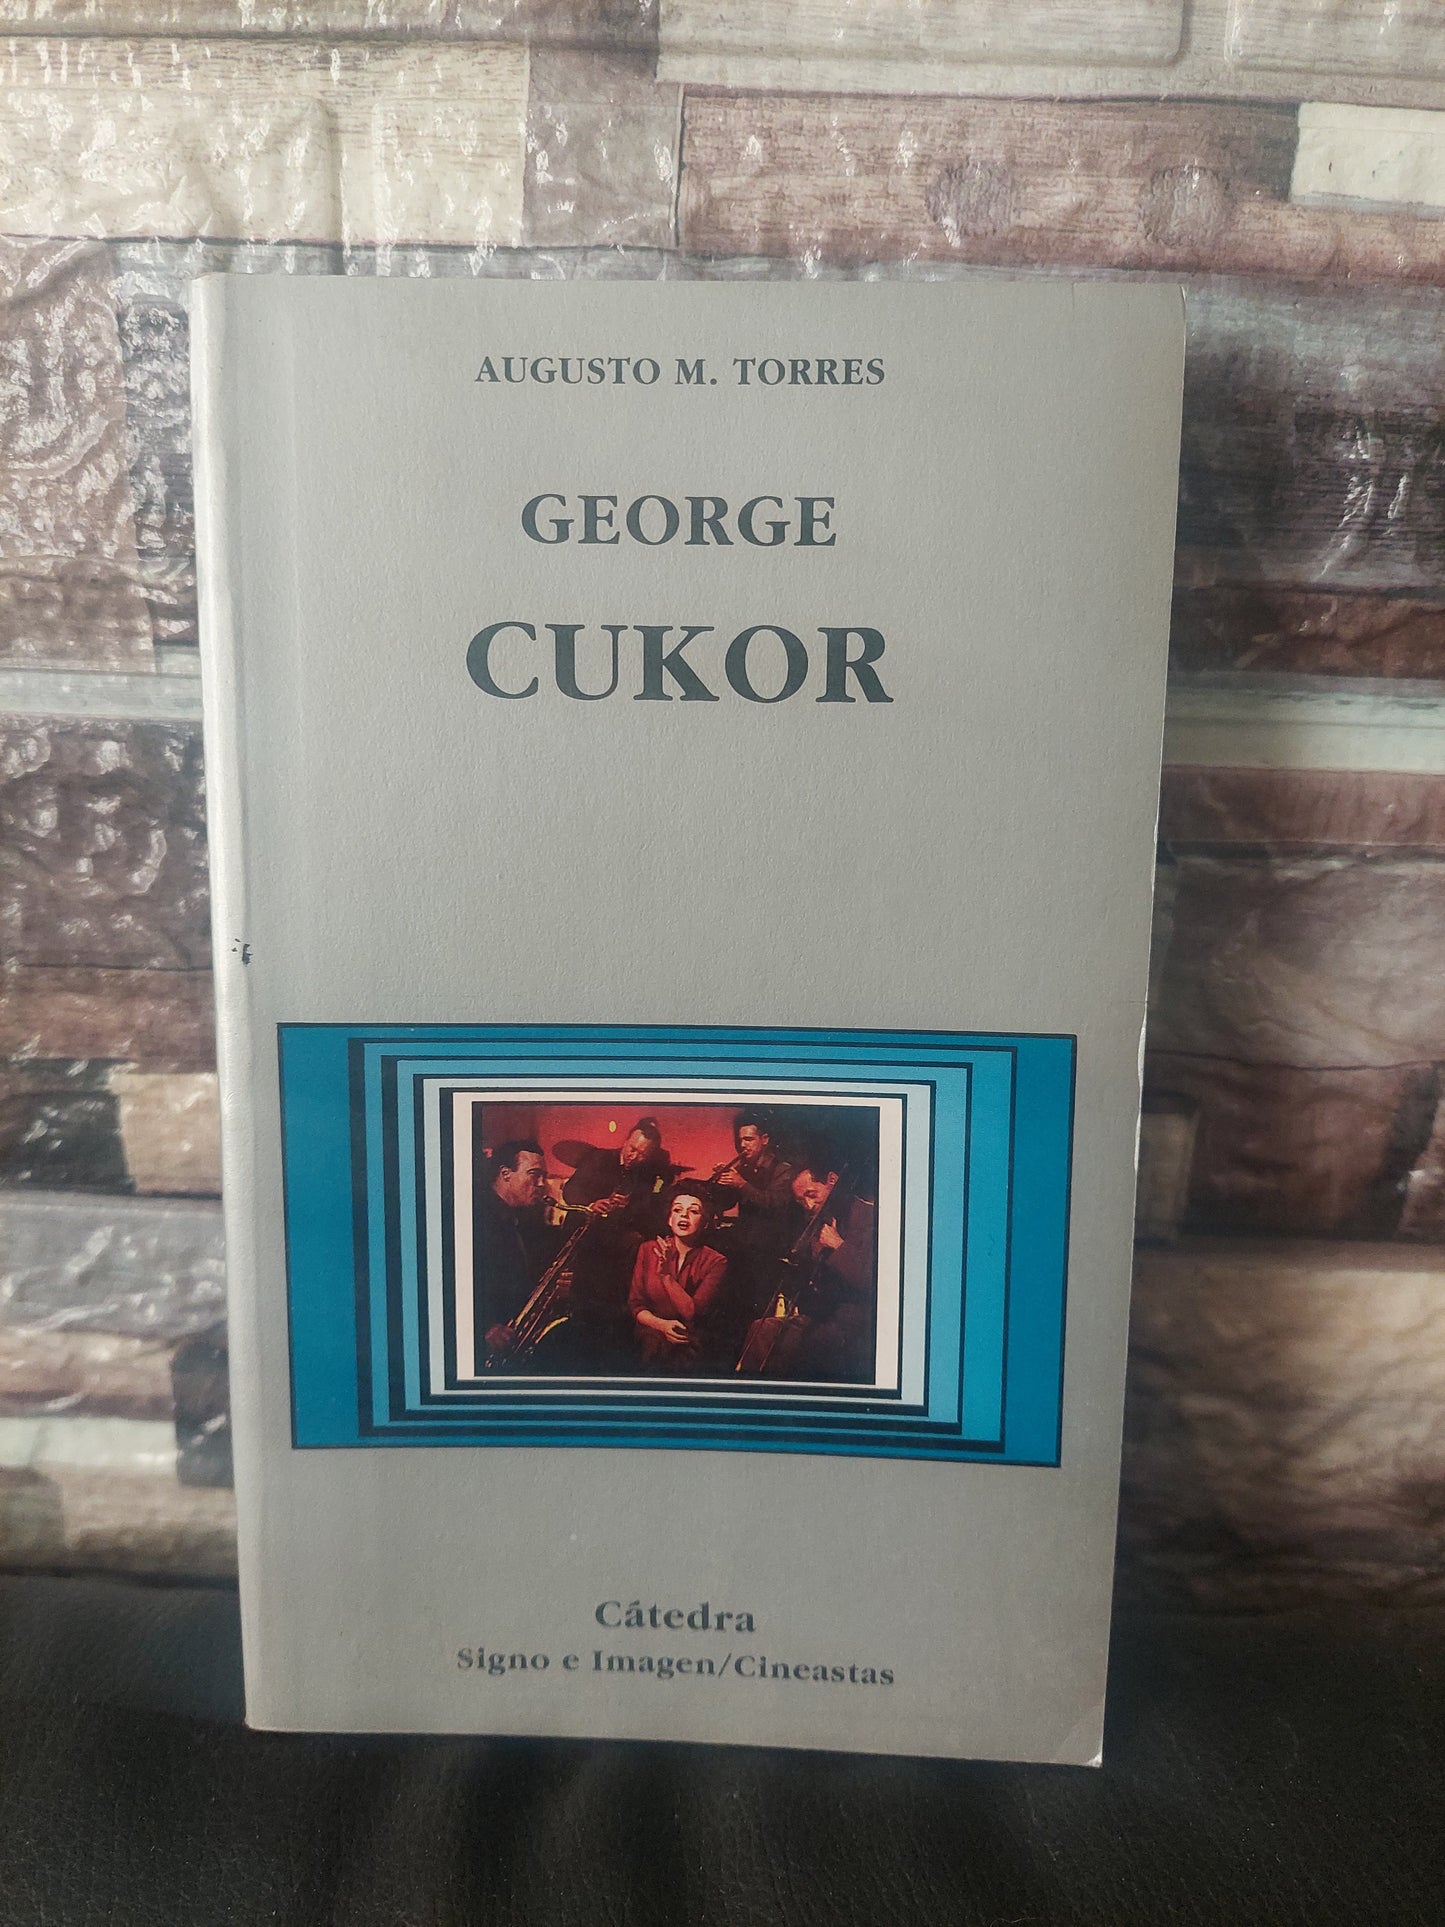 AUGUSTO M. TORRES
GEORGE
CUKOR
Cátedra
Signo e Imagen/Cineastas